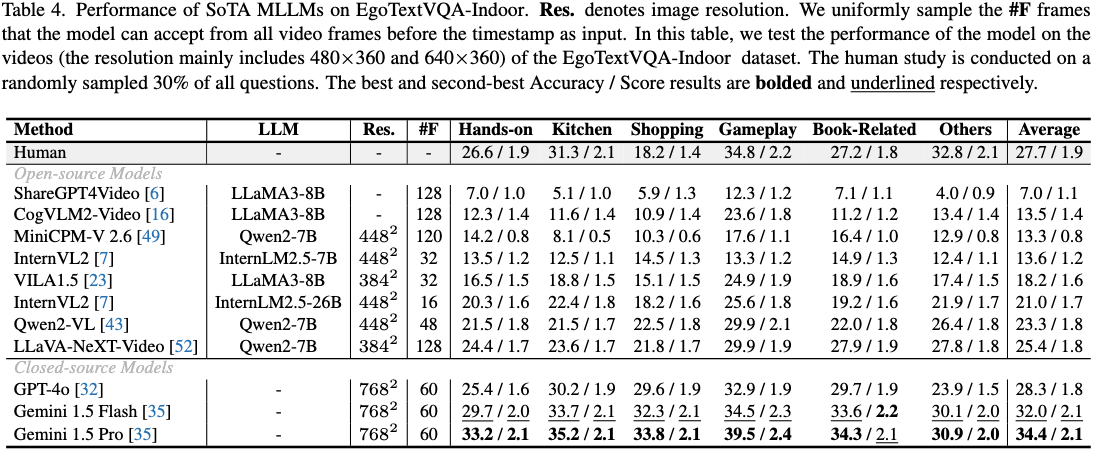 Table 4. Performance of SoTA MLLMs on EgoTextVQA-Indoor. Res. denotes image resolution. We uniformly sample the #F frames
that the model can accept from all video frames before the timestamp as input. In this table, we test the performance of the model on the
videos (the resolution mainly includes 480×360 and 640×360) of the EgoTextVQA-Indoor dataset. The human study is conducted on a
randomly sampled 30% of all questions. The best and second-best Accuracy / Score results are bolded and underlined respectively.
Method LLM Res. #F Hands-on Kitchen Shopping Gameplay Book-Related Others Average
Human - - - 26.6 / 1.9 31.3 / 2.1 18.2 / 1.4 34.8 / 2.2 27.2 / 1.8 32.8 / 2.1 27.7 / 1.9
Open-source Models
ShareGPT4Video [6] LLaMA3-8B - 128 7.0 / 1.0 5.1 / 1.0 5.9 / 1.3 12.3 / 1.2 7.1 / 1.1 4.0 / 0.9 7.0 / 1.1
CogVLM2-Video [16] LLaMA3-8B - 128 12.3 / 1.4 11.6 / 1.4 10.9 / 1.4 23.6 / 1.8 11.2 / 1.2 13.4 / 1.4 13.5 / 1.4
MiniCPM-V 2.6 [49] Qwen2-7B 448² 120 14.2 / 0.8 8.1 / 0.5 10.3 / 0.6 17.6 / 1.1 16.4 / 1.0 12.9 / 0.8 13.3 / 0.8
InternVL2 [7] InternLM2.5-7B 448² 32 13.5 / 1.2 12.5 / 1.1 14.5 / 1.3 13.3 / 1.2 14.9 / 1.3 12.4 / 1.1 13.6 / 1.2
VILA1.5 [23] LLaMA3-8B 384² 32 16.5 / 1.5 18.8 / 1.5 15.1 / 1.5 24.9 / 1.9 18.9 / 1.6 17.4 / 1.5 18.2 / 1.6
InternVL2 [7] InternLM2.5-26B 448² 16 20.3 / 1.6 22.4 / 1.8 18.2 / 1.6 25.6 / 1.8 19.2 / 1.6 21.9 / 1.7 21.0 / 1.7
Qwen2-VL [43] Qwen2-7B 448² 48 21.5 / 1.8 21.5 / 1.7 22.5 / 1.8 29.9 / 2.1 22.0 / 1.8 26.4 / 1.8 23.3 / 1.8
LLaVA-NeXT-Video [52] Qwen2-7B 384² 128 24.4 / 1.7 23.6 / 1.7 21.8 / 1.7 29.9 / 1.9 27.9 / 1.9 27.8 / 1.8 25.4 / 1.8
Closed-source Models
GPT-4o [32] - 768² 60 25.4 / 1.6 30.2 / 1.9 29.6 / 1.9 32.9 / 1.9 29.7 / 1.9 23.9 / 1.5 28.3 / 1.8
Gemini 1.5 Flash [35] - 768² 60 29.7 / 2.0 33.7 / 2.1 32.3 / 2.1 34.5 / 2.3 33.6 / 2.2 30.1 / 2.0 32.0 / 2.1
Gemini 1.5 Pro [35] - 768² 60 33.2 / 2.1 35.2 / 2.1 33.8 / 2.1 39.5 / 2.4 34.3 / 2.1 30.9 / 2.0 34.4 / 2.1